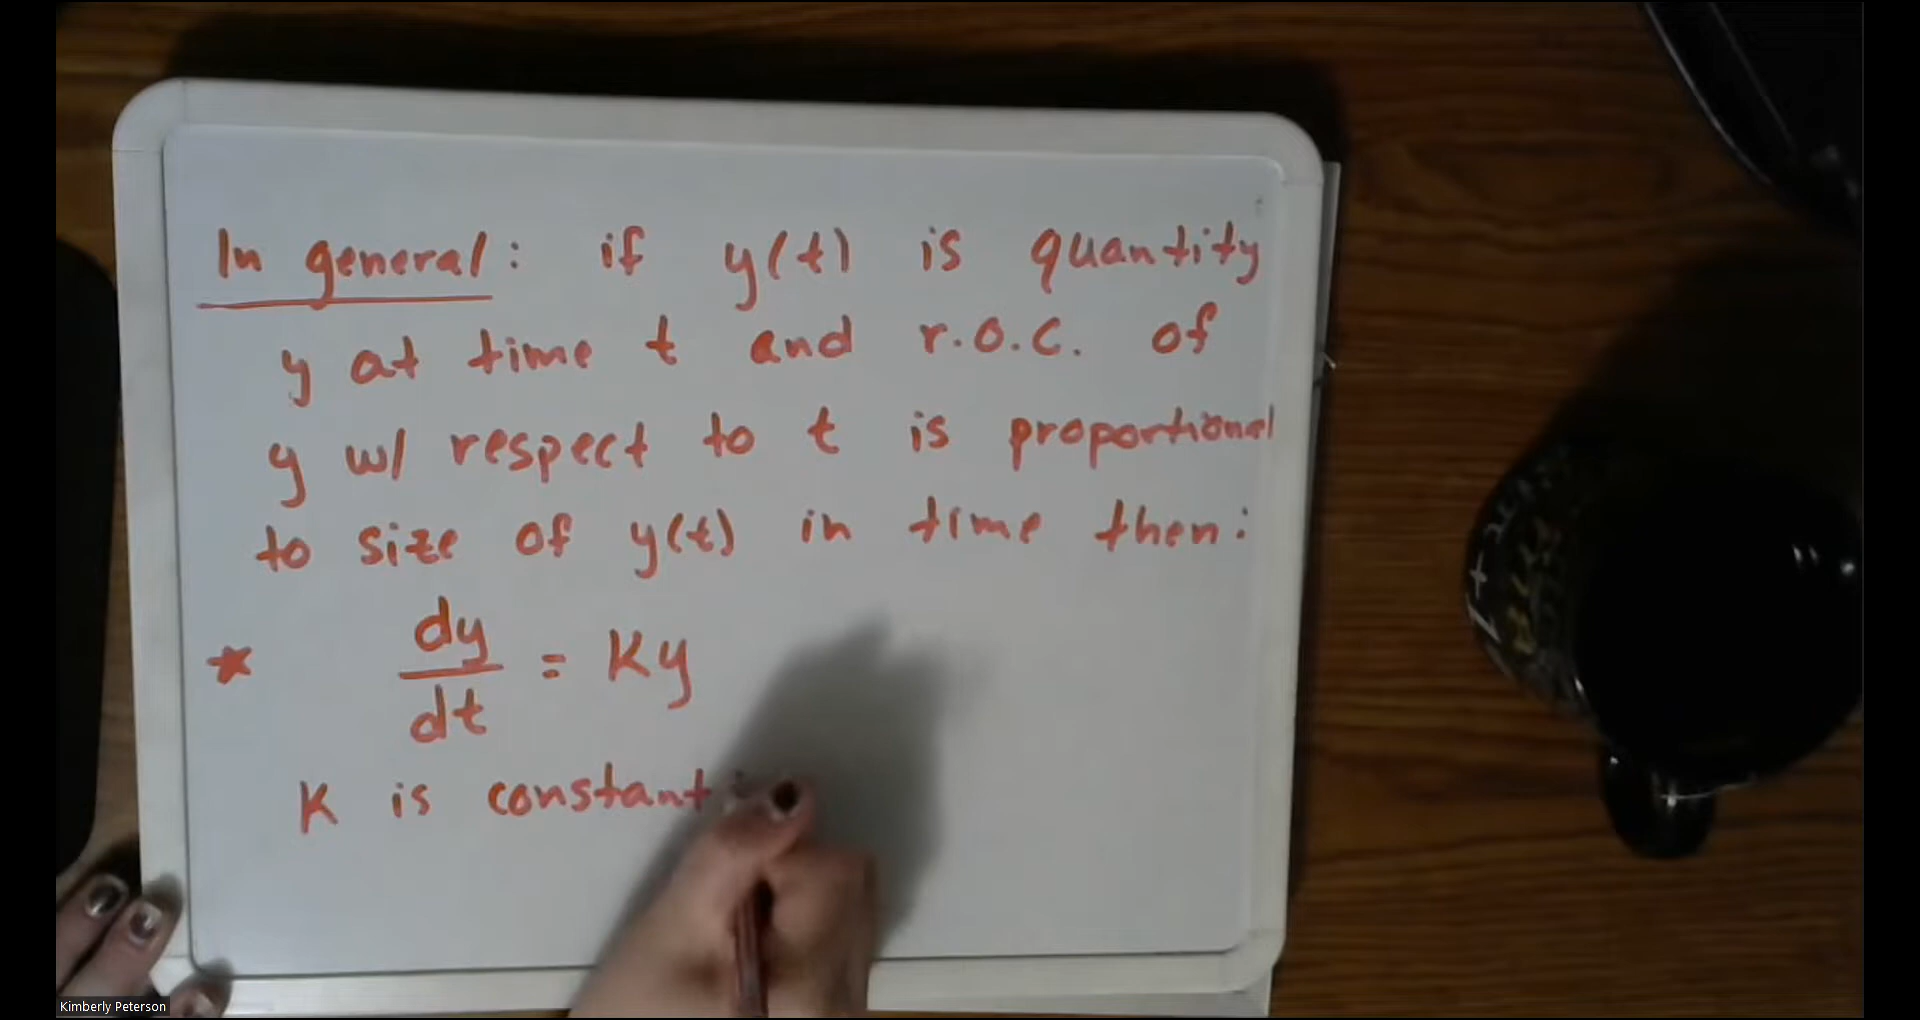 In general: if y(t) is quantity
y at time t and r.o.c. of
y w/ respect to t is proportional
to size of y(t) in time then:
* dy/dt = Ky
K is constant
Kimberly Peterson